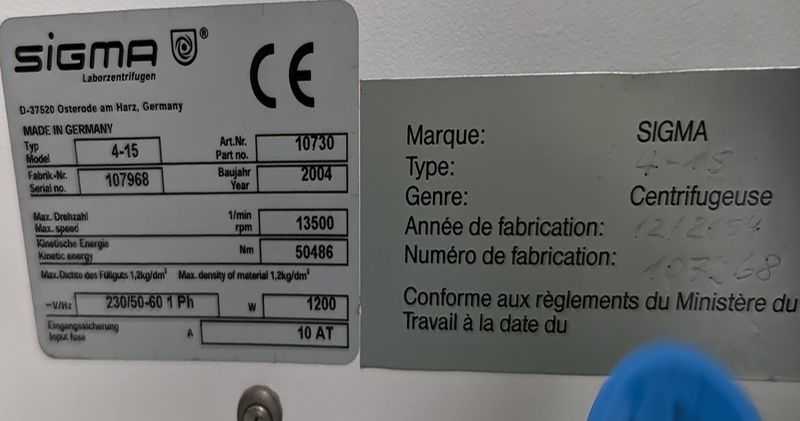 SIGMA ®
Laborzentrifugen
CE
D-37520 Osterode am Harz, Germany
MADE IN GERMANY
Typ Model 4-15 Art.Nr. Part no. 10730
Fabrik-Nr. Serial no. 107968 Baujahr Year 2004
Max. Drehzahl Max. speed 1/min rpm 13500
Kinetische Energie Kinetic energy Nm 50486
Max. Dichte des Füllguts 1,2kg/dm³ Max. density of material 1,2kg/dm³
~V/Hz 230/50-60 1 Ph W 1200
Eingangssicherung Input fuse A 10 AT
Marque: SIGMA
Type: 4-15
Genre: Centrifugeuse
Année de fabrication:
Numéro de fabrication:
Conforme aux règlements du Ministère du
Travail à la date du